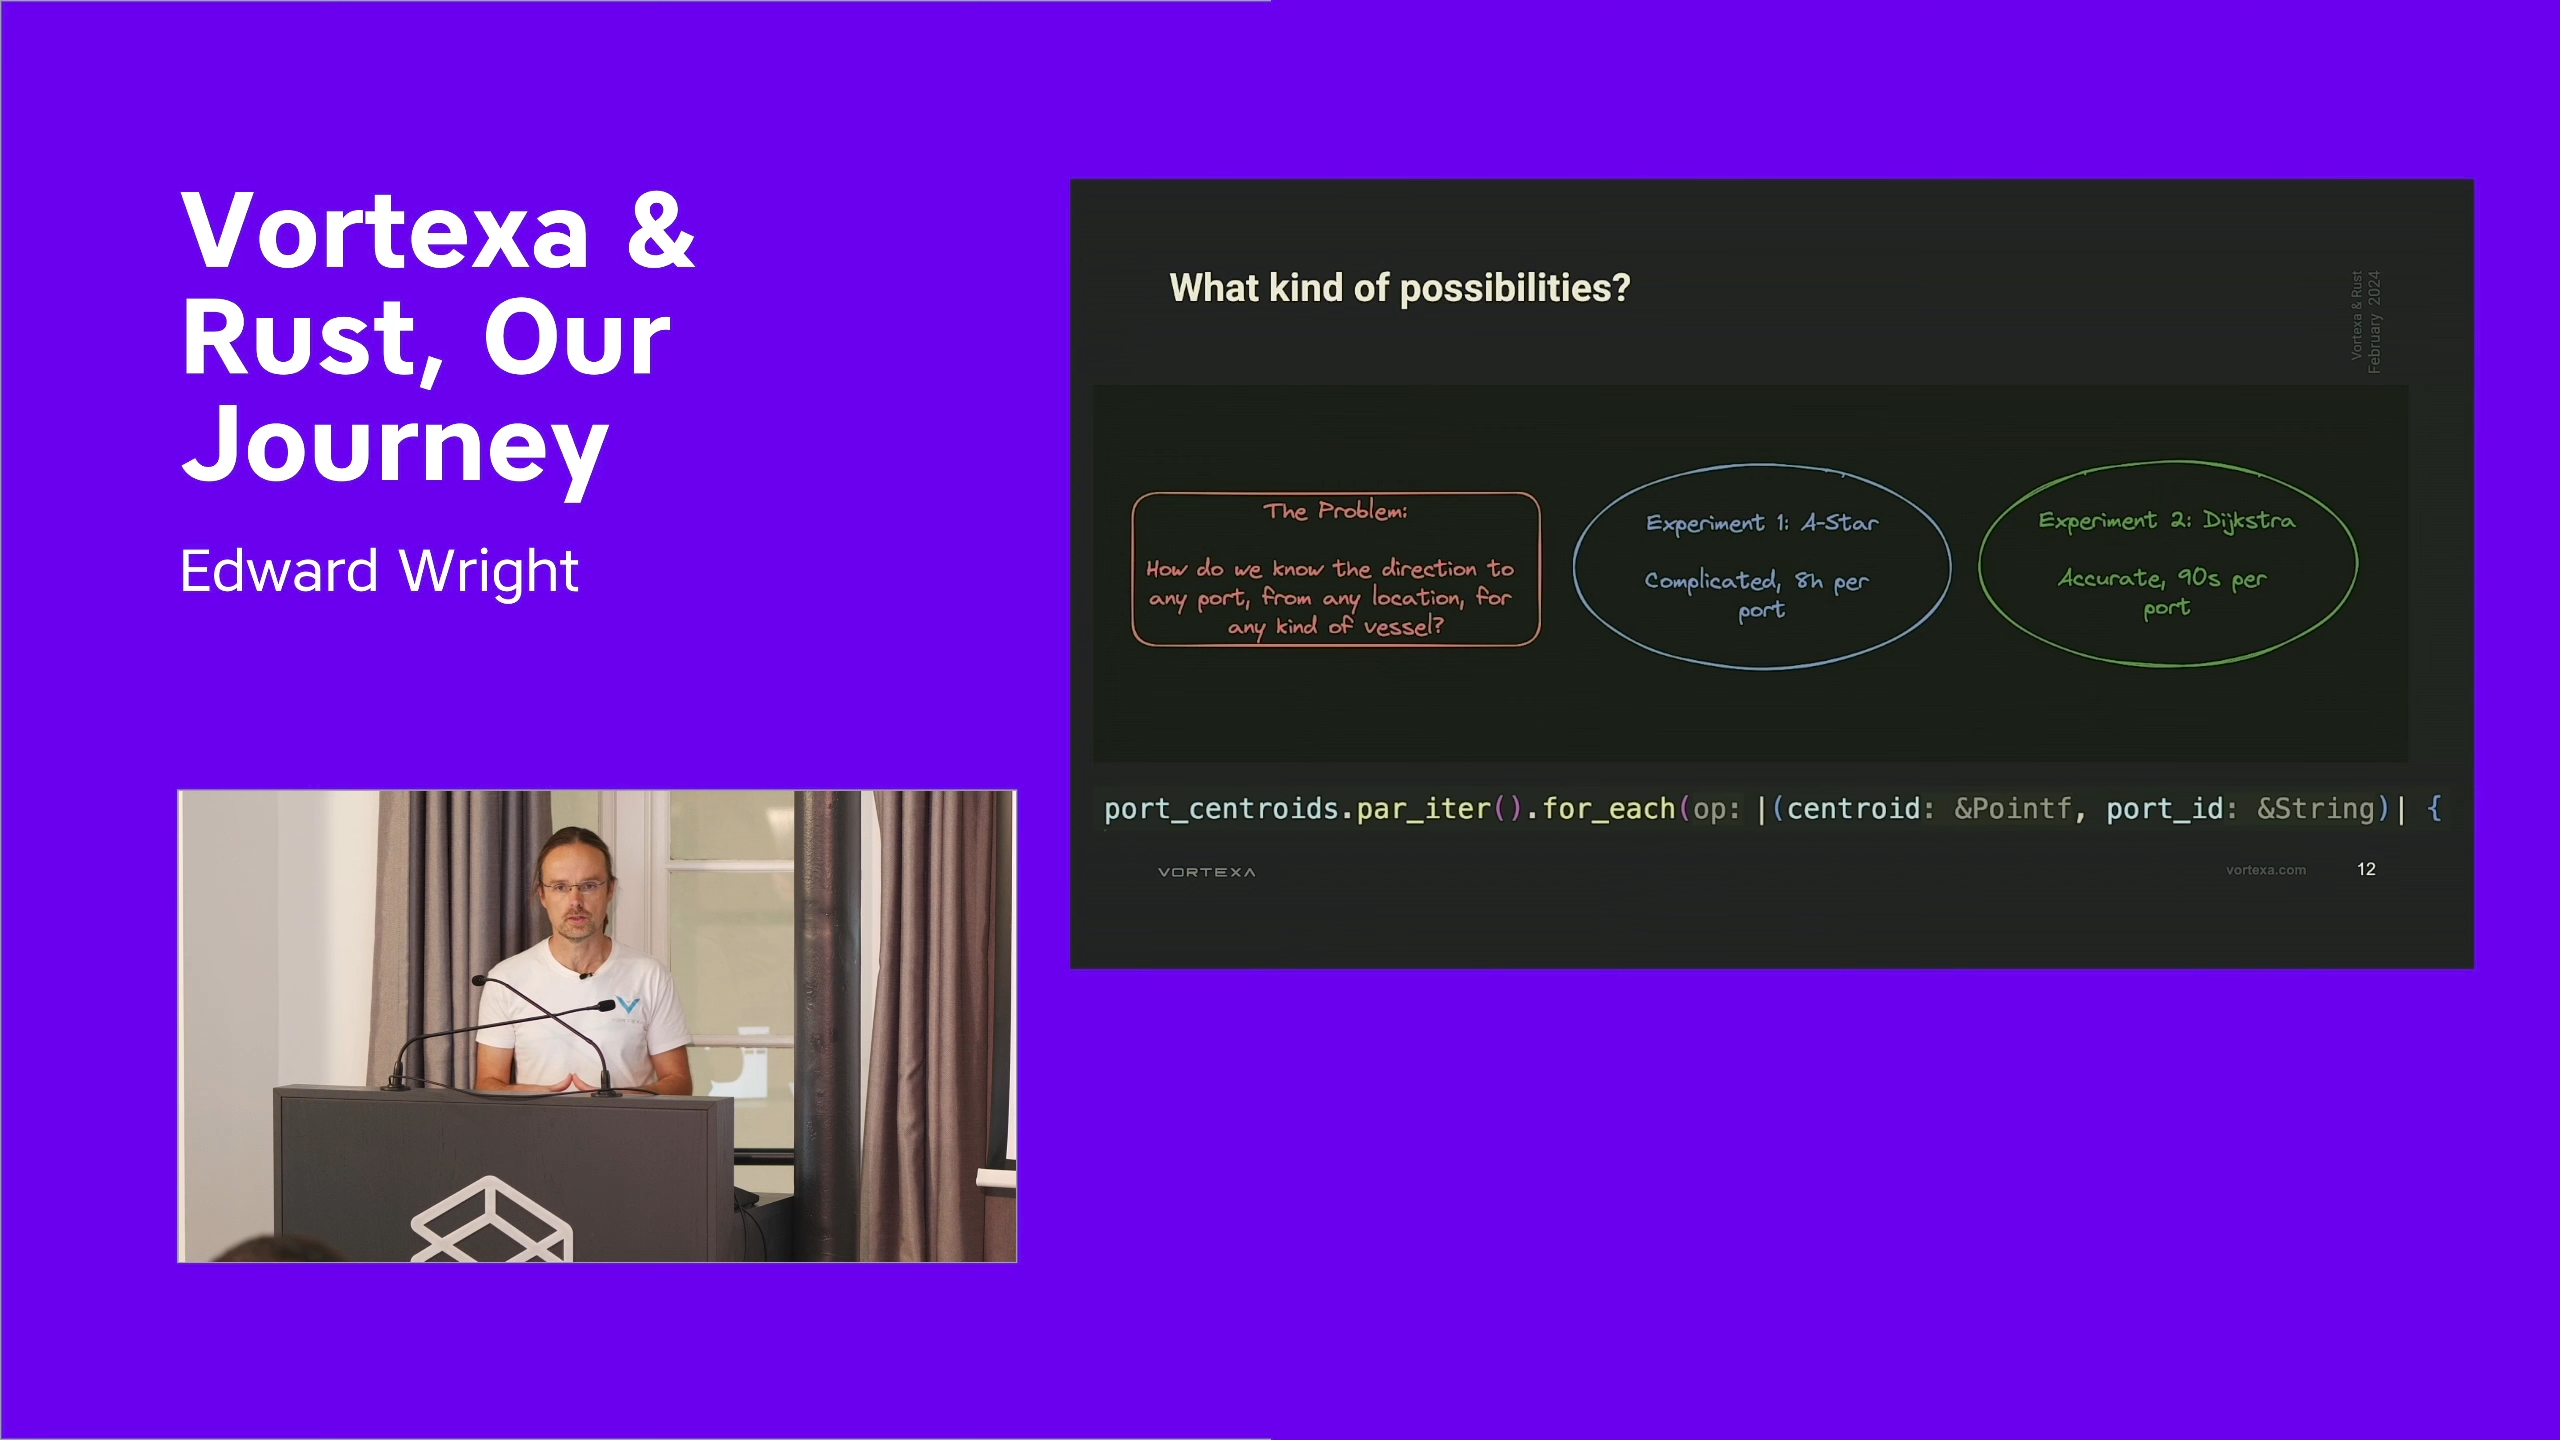 Vortexa &
Rust, Our
Journey
Edward Wright
What kind of possibilities?
Vortexa & Rust
February 2024
The Problem:
How do we know the direction to
any port, from any location, for
any kind of vessel?
Experiment 1: A-Star
Complicated, 8h per
port
Experiment 2: Dijkstra
Accurate, 90s per
port
port_centroids.par_iter().for_each(op: |(centroid: &Pointf, port_id: &String)| {
VORTEXA
vortexa.com
12